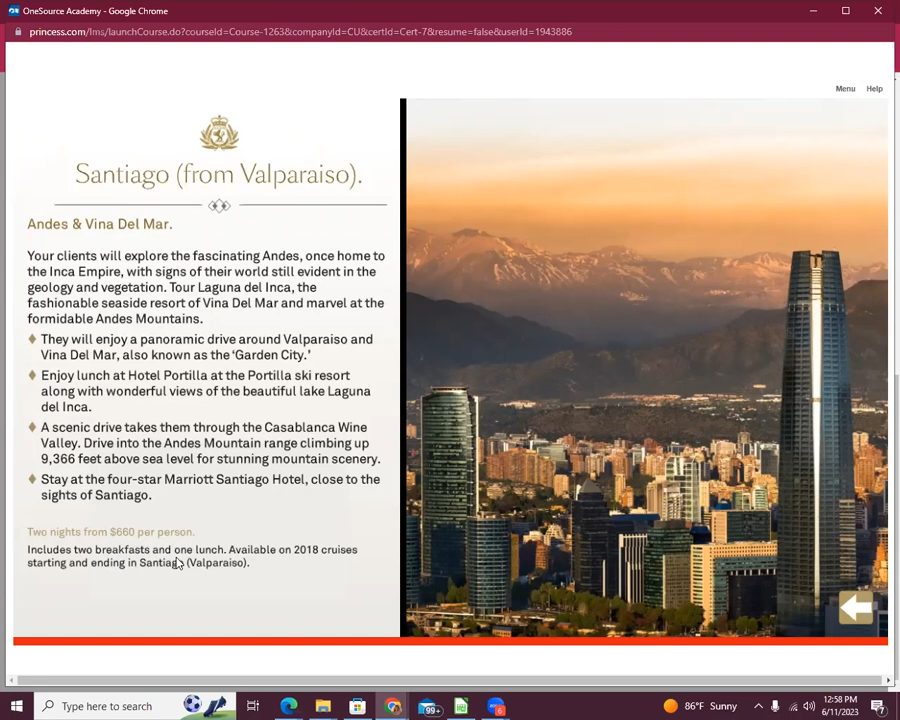 OneSource Academy - Google Chrome
princess.com/lms/launchCourse.do?courseId=Course-1263&companyId=CU&certId=Cert-7&resume=false&userId=1943886
Menu Help
Santiago (from Valparaiso).
Andes & Vina Del Mar.
Your clients will explore the fascinating Andes, once home to
the Inca Empire, with signs of their world still evident in the
geology and vegetation. Tour Laguna del Inca, the
fashionable seaside resort of Vina Del Mar and marvel at the
formidable Andes Mountains.
They will enjoy a panoramic drive around Valparaiso and
Vina Del Mar, also known as the 'Garden City.'
Enjoy lunch at Hotel Portilla at the Portilla ski resort
along with wonderful views of the beautiful lake Laguna
del Inca.
A scenic drive takes them through the Casablanca Wine
Valley. Drive into the Andes Mountain range climbing up
9,366 feet above sea level for stunning mountain scenery.
Stay at the four-star Marriott Santiago Hotel, close to the
sights of Santiago.
Two nights from $660 per person.
Includes two breakfasts and one lunch. Available on 2018 cruises
starting and ending in Santiago (Valparaiso).
Type here to search
99+
6
86°F Sunny
12:58 PM
6/11/2023
7